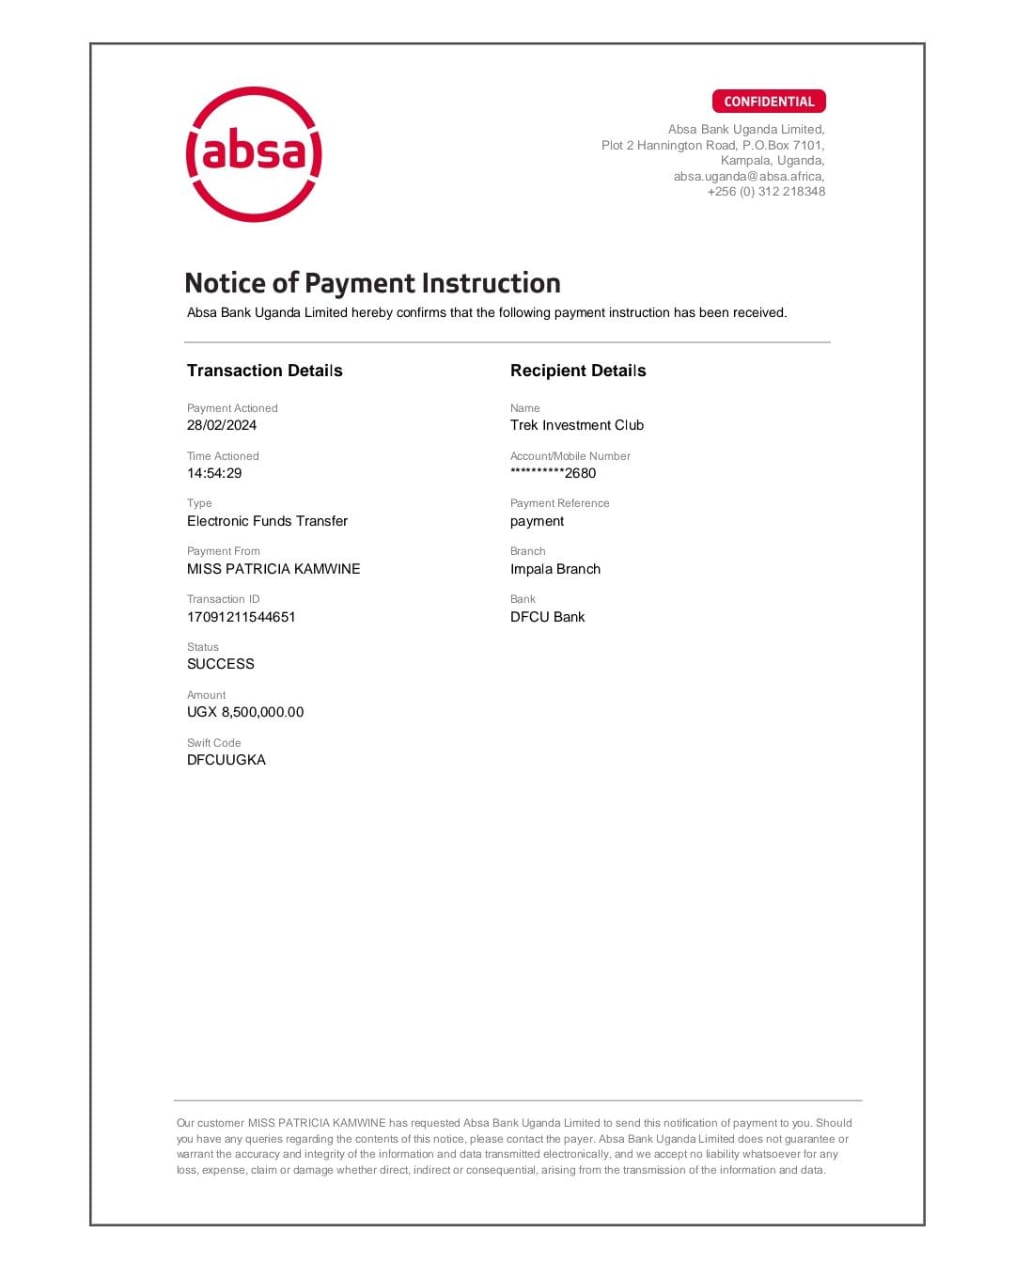 absa
CONFIDENTIAL
Absa Bank Uganda Limited,
Plot 2 Hannington Road, P.O.Box 7101,
Kampala, Uganda,
absa.uganda@absa.africa,
+256 (0) 312 218348
Notice of Payment Instruction
Absa Bank Uganda Limited hereby confirms that the following payment instruction has been received.
Transaction Details
Payment Actioned
28/02/2024
Time Actioned
14:54:29
Type
Electronic Funds Transfer
Payment From
MISS PATRICIA KAMWINE
Transaction ID
17091211544651
Status
SUCCESS
Amount
UGX 8,500,000.00
Swift Code
DFCUUGKA
Recipient Details
Name
Trek Investment Club
Account/Mobile Number
**********2680
Payment Reference
payment
Branch
Impala Branch
Bank
DFCU Bank
Our customer MISS PATRICIA KAMWINE has requested Absa Bank Uganda Limited to send this notification of payment to you. Should
you have any queries regarding the contents of this notice, please contact the payer. Absa Bank Uganda Limited does not guarantee or
warrant the accuracy and integrity of the information and data transmitted electronically, and we accept no liability whatsoever for any
loss, expense, claim or damage whether direct, indirect or consequential, arising from the transmission of the information and data.